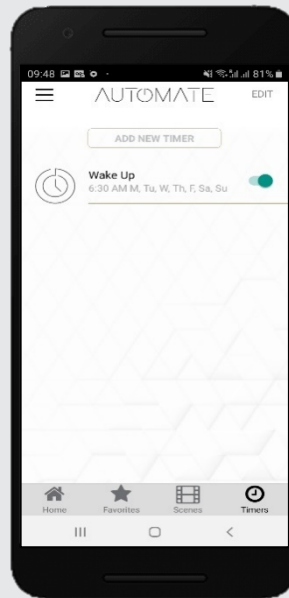 09:48 81%
AUTOMATE EDIT
ADD NEW TIMER
Wake Up
6:30 AM M, Tu, W, Th, F, Sa, Su
Home Favorites Scenes Timers